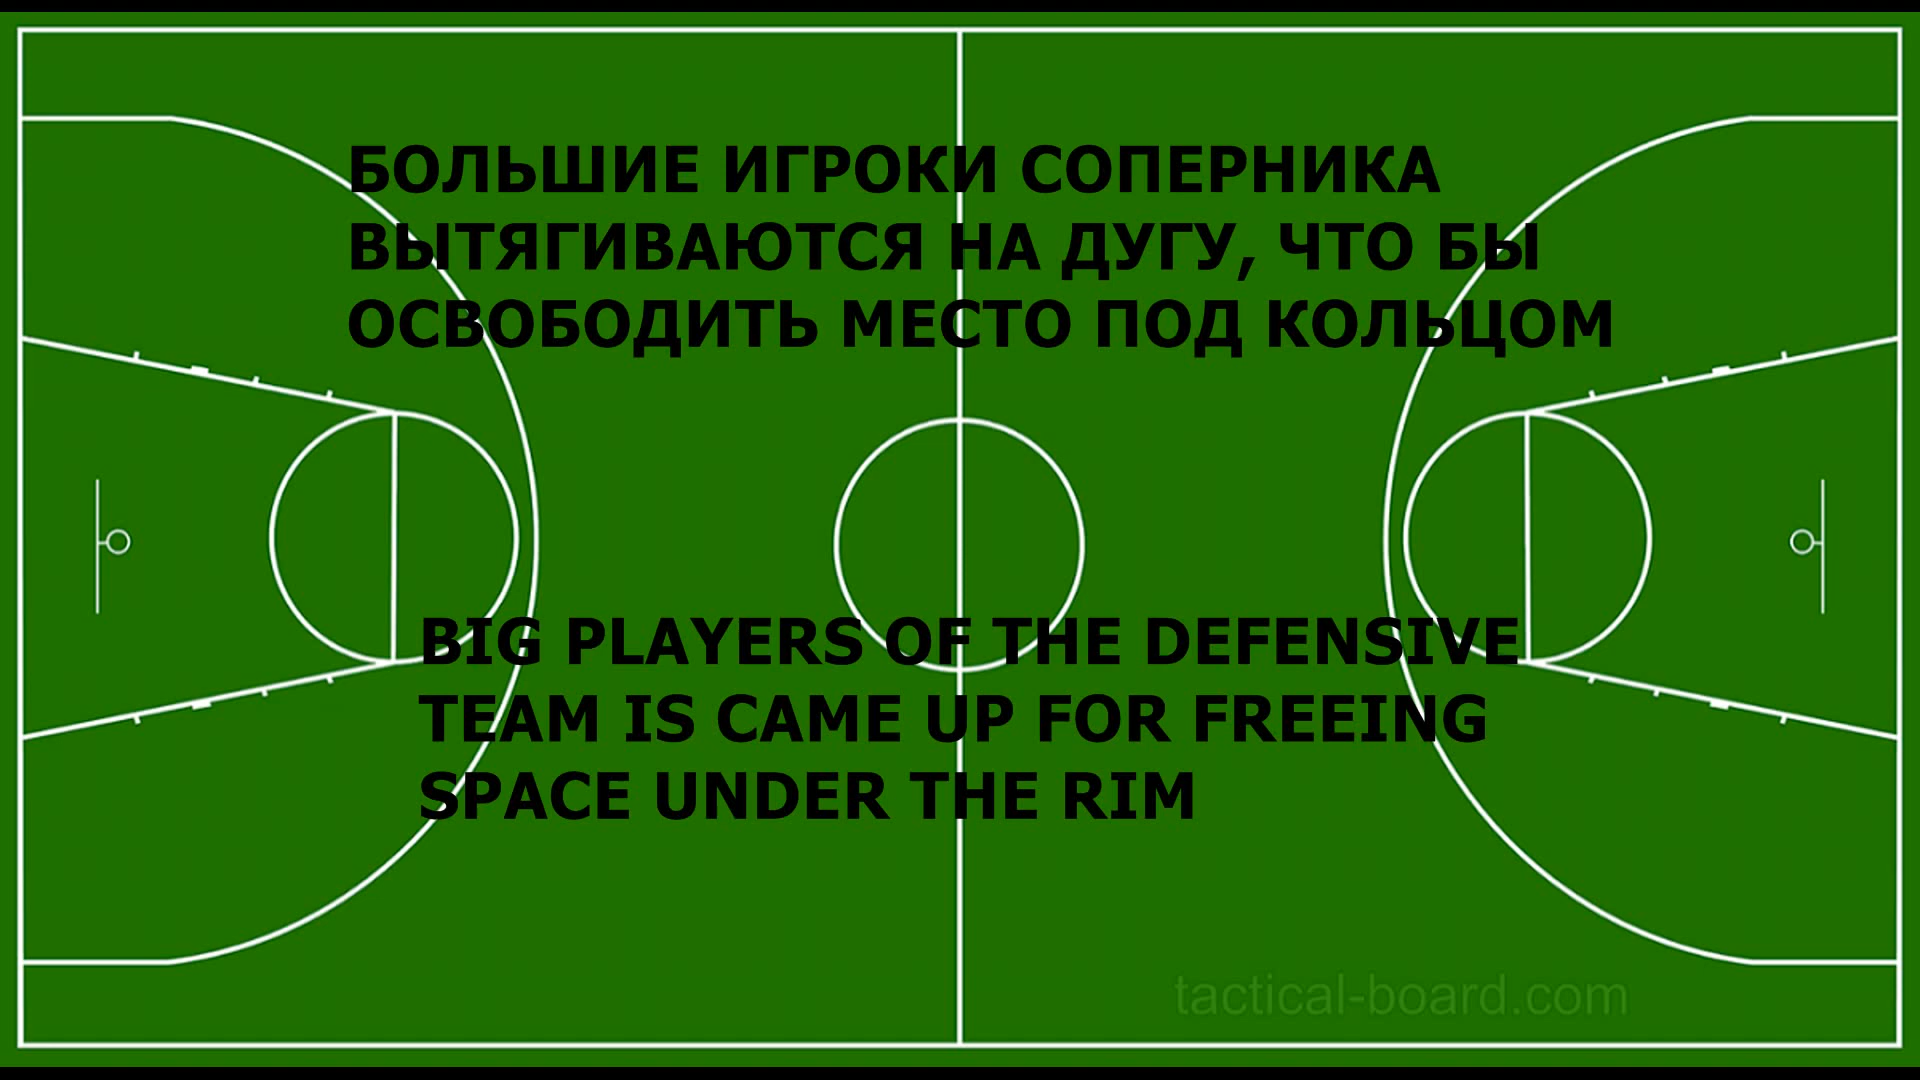 БОЛЬШИЕ ИГРОКИ СОПЕРНИКА
ВЫТЯГИВАЮТСЯ НА ДУГУ, ЧТО БЫ
ОСВОБОДИТЬ МЕСТО ПОД КОЛЬЦОМ
BIG PLAYERS OF THE DEFENSIVE
TEAM IS CAME UP FOR FREEING
SPACE UNDER THE RIM
tactical-board.com